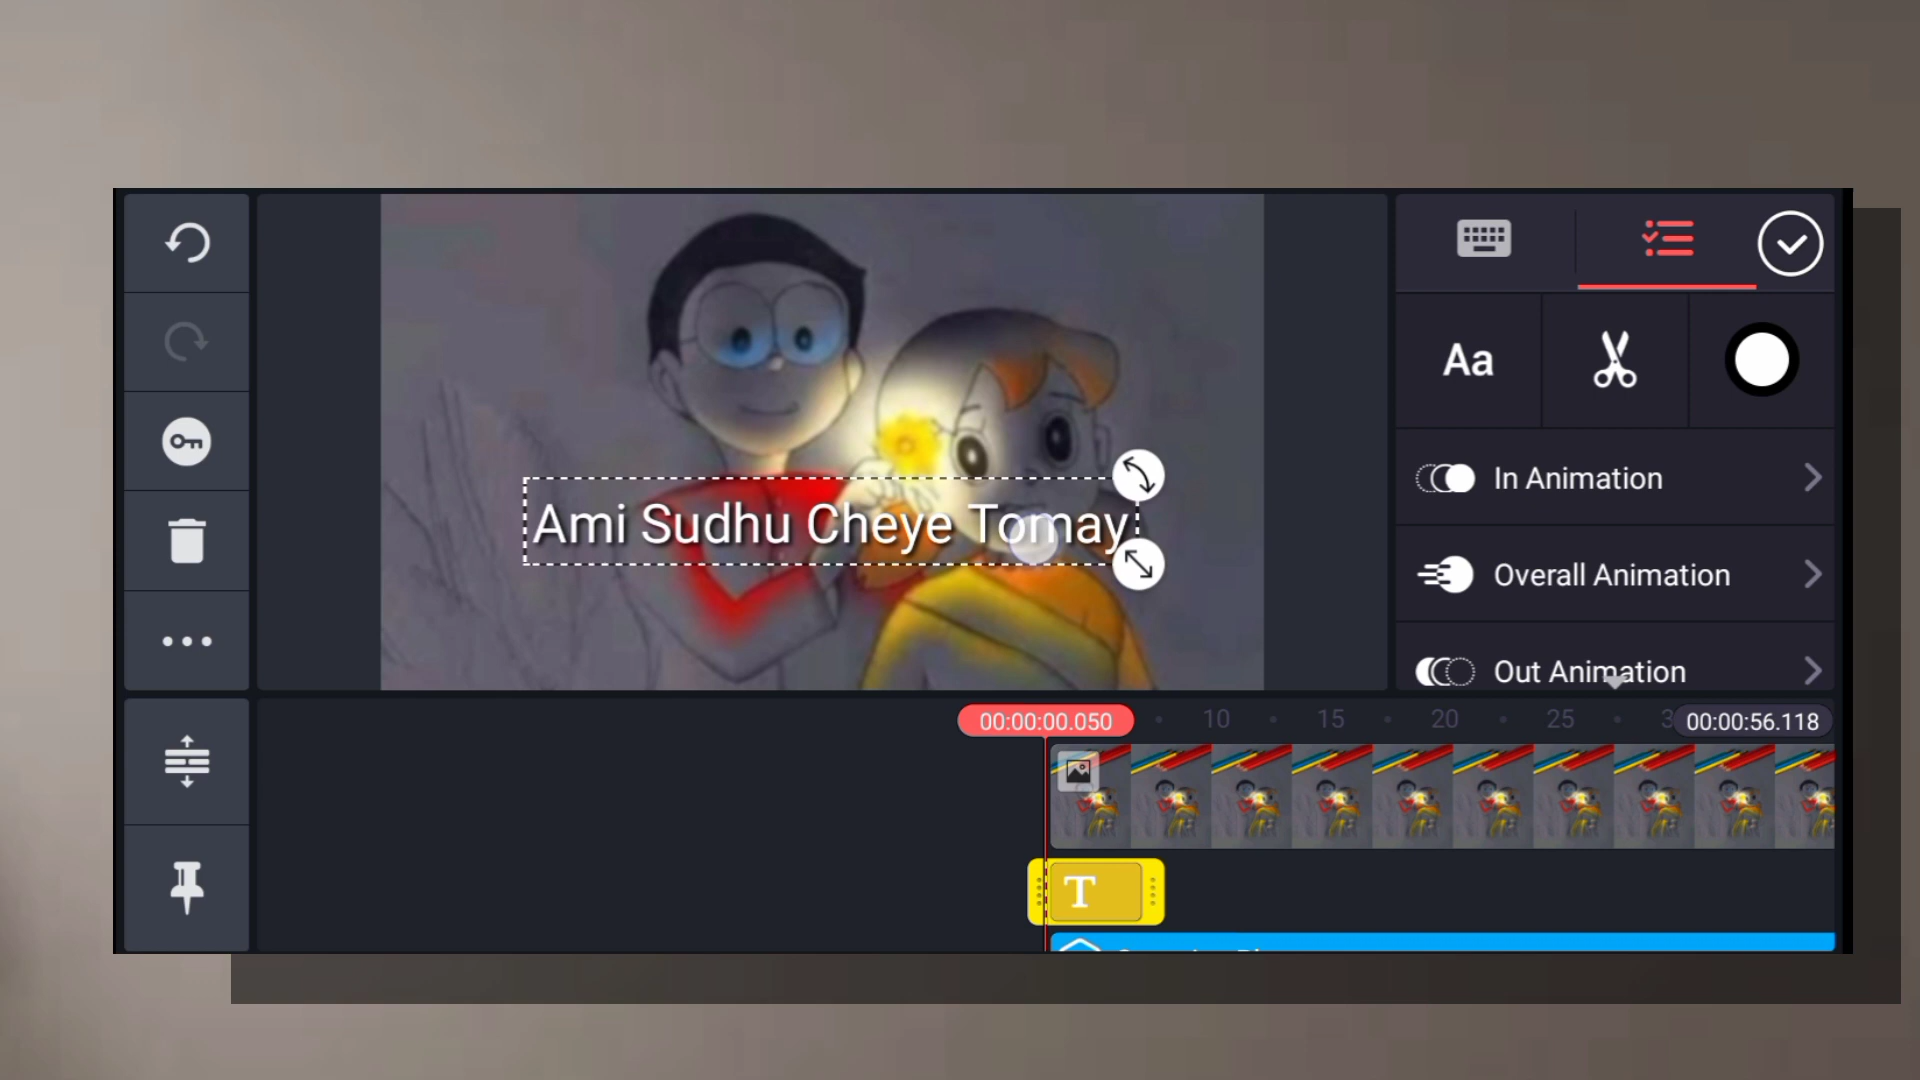 Aa
In Animation
Overall Animation
Out Animation
Ami Sudhu Cheye Tomay
00:00:00.050
10
15
20
25
00:00:56.118
T